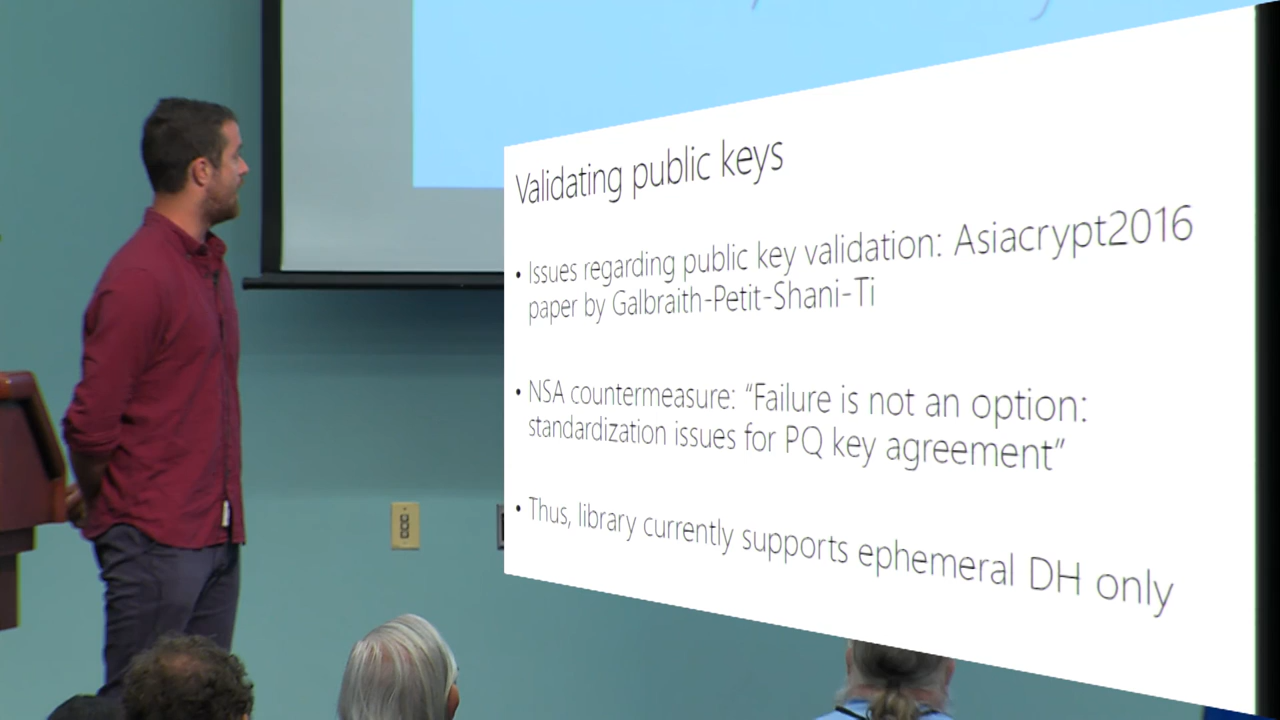 Validating public keys
• Issues regarding public key validation: Asiacrypt2016
paper by Galbraith-Petit-Shani-Ti
• NSA countermeasure: “Failure is not an option:
standardization issues for PQ key agreement”
• Thus, library currently supports ephemeral DH only